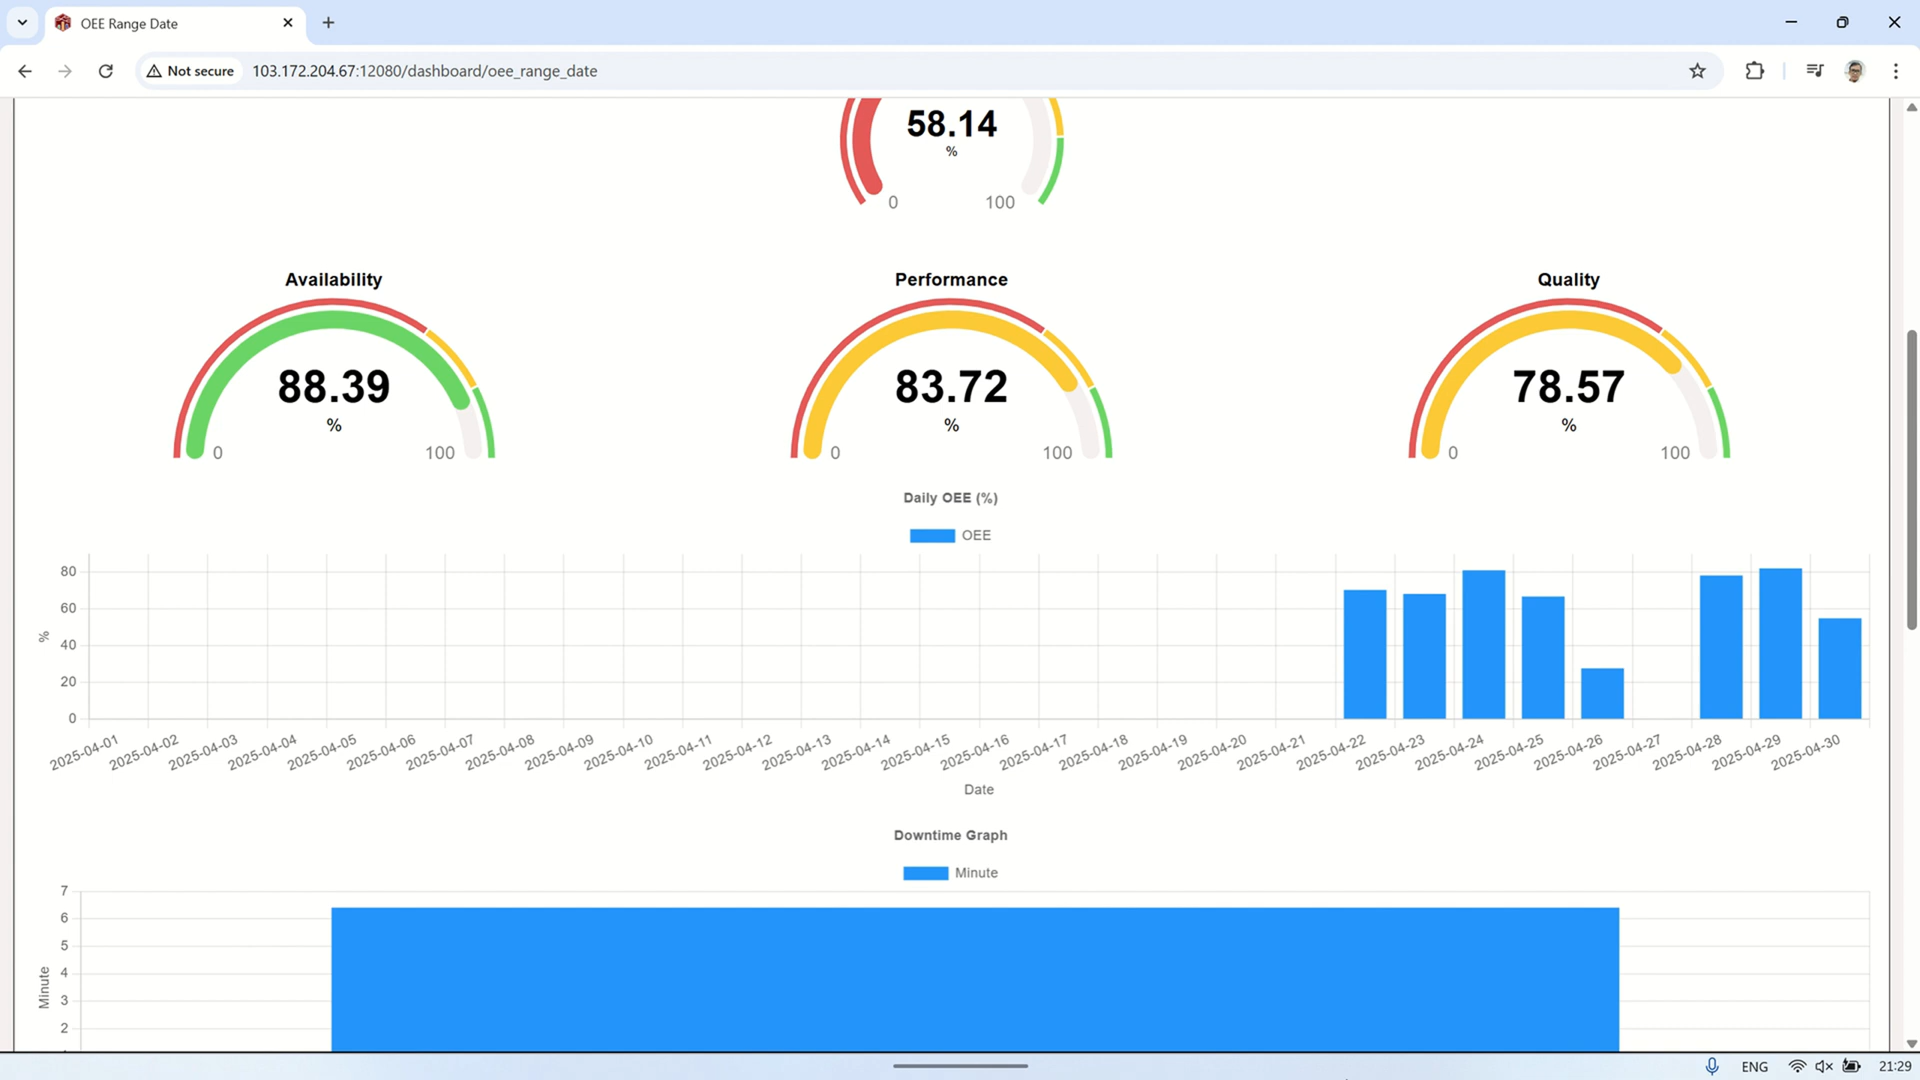 OEE Range Date
Not secure
103.172.204.67:12080/dashboard/oee_range_date
58.14
%
0 100
Availability Performance Quality
88.39 83.72 78.57
% % %
0 100 0 100 0 100
Daily OEE (%)
OEE
80
60
%
40
20
0
2025-04-01 2025-04-02 2025-04-03 2025-04-04 2025-04-05 2025-04-06 2025-04-07 2025-04-08 2025-04-09 2025-04-10 2025-04-11 2025-04-12 2025-04-13 2025-04-14 2025-04-15 2025-04-16 2025-04-17 2025-04-18 2025-04-19 2025-04-20 2025-04-21 2025-04-22 2025-04-23 2025-04-24 2025-04-25 2025-04-26 2025-04-27 2025-04-28 2025-04-29 2025-04-30
Date
Downtime Graph
Minute
7
6
5
4
Minute
3
2
ENG 21:29